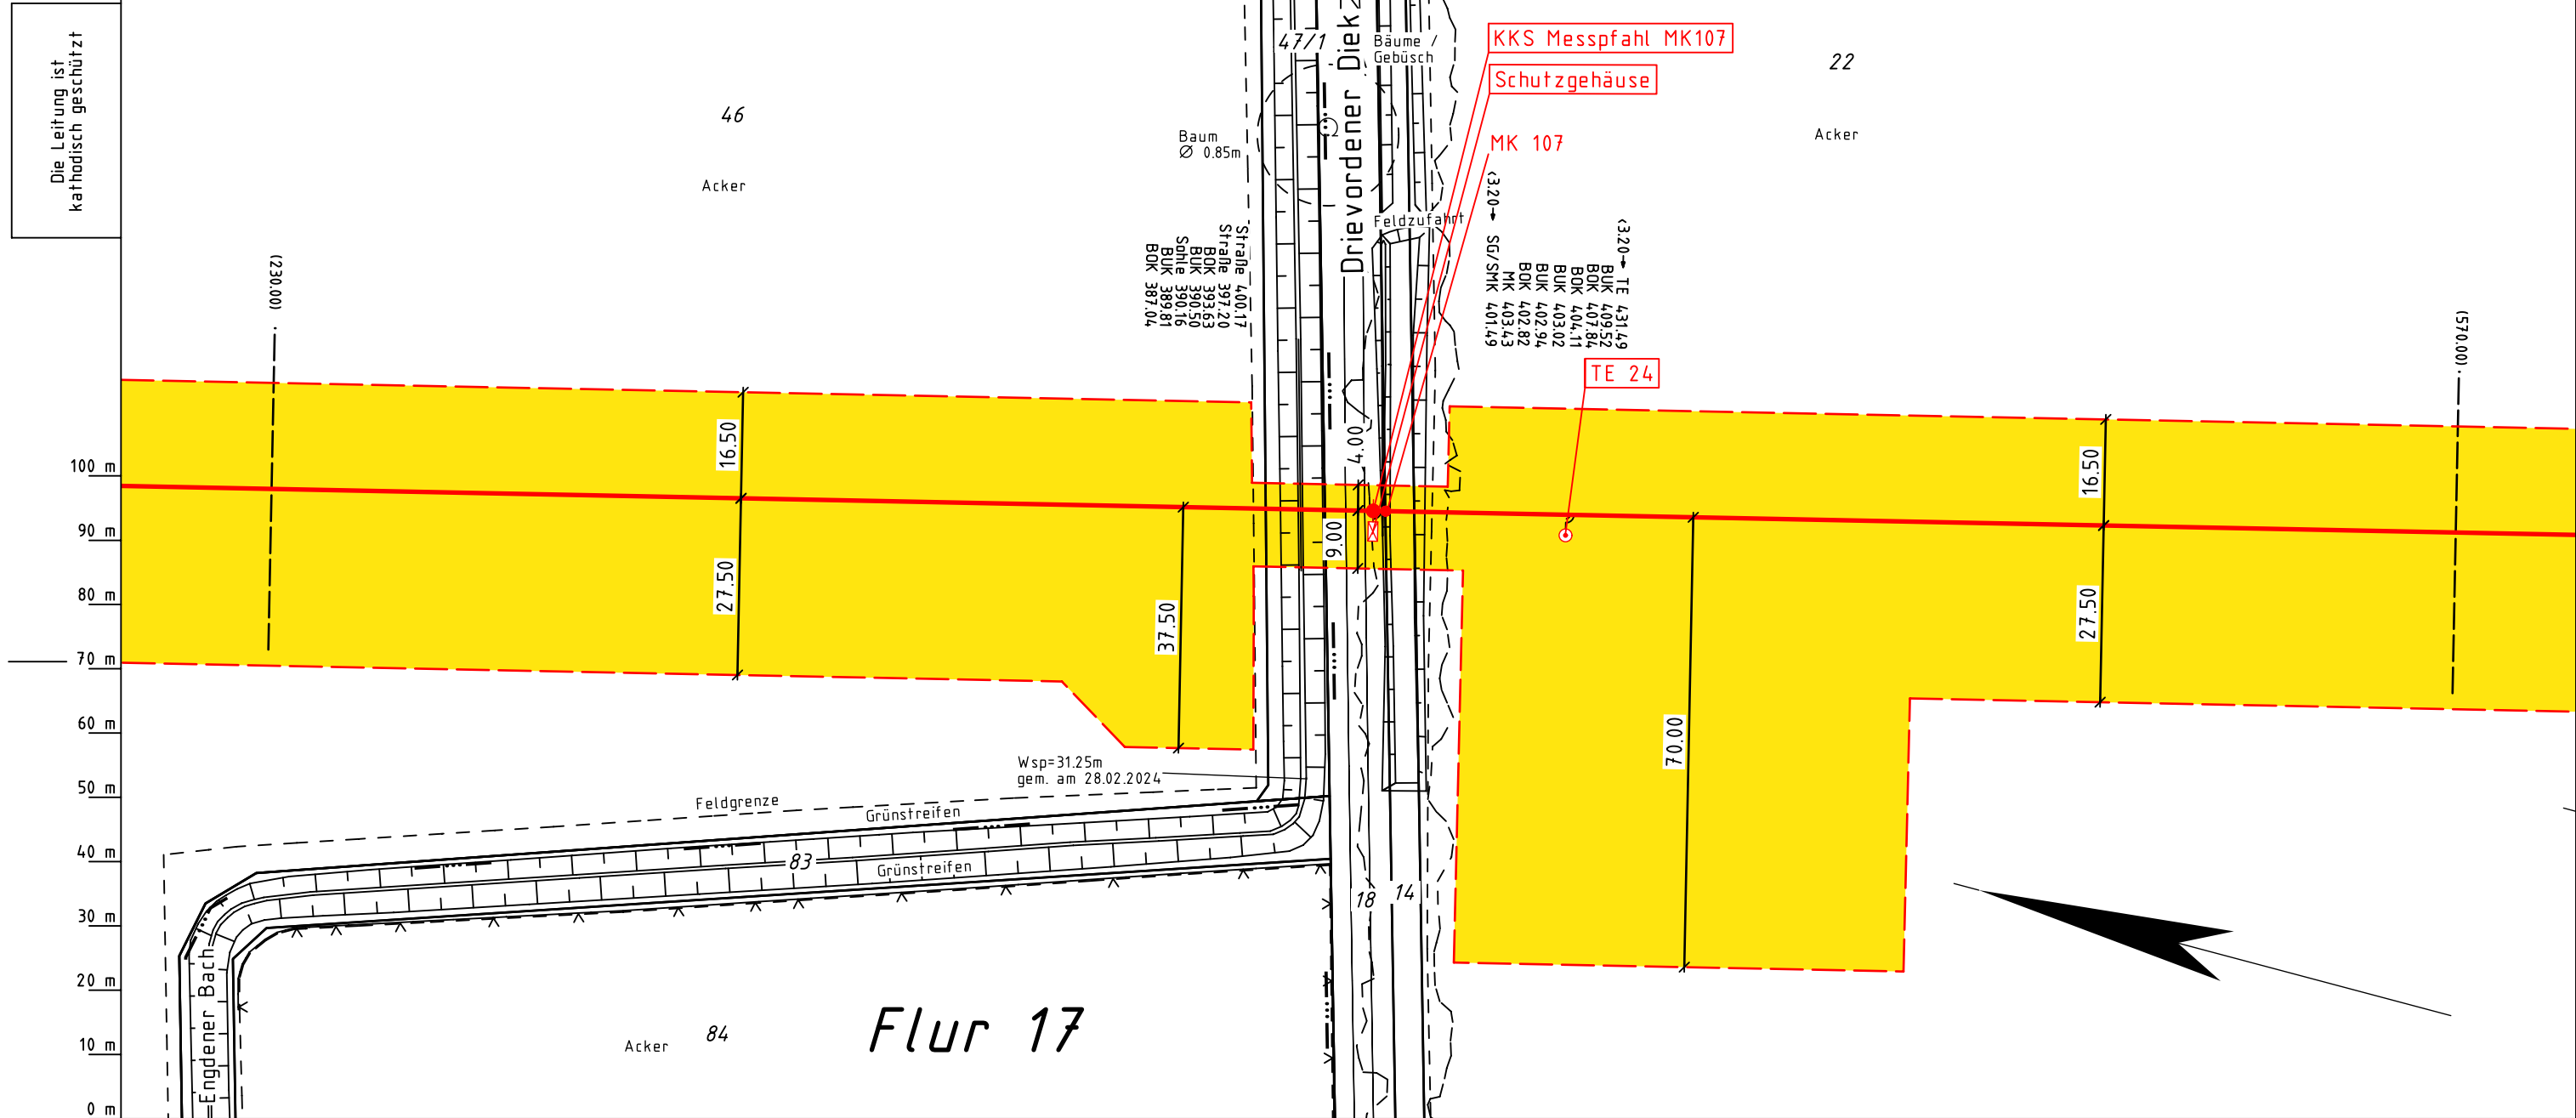 Die Leitung ist
kathodisch geschützt
46
Acker
47/1
Bäume /
Gebüsch
Drievordener Diek
Baum
Ø 0.85m
KKS Messpfahl MK107
Schutzgehäuse
MK 107
22
Acker
Feldzufahrt
(230.00)
Straße 400.17
Straße 397.20
BOK 393.63
BUK 390.50
Sohle 390.16
BUK 389.81
BOK 387.04
<3.20 TE 431.49
BUK 409.52
BOK 407.84
BOK 404.11
BUK 403.02
BUK 402.94
BOK 402.82
MK 403.43
<3.20 SG/SMK 401.49
(570.00)
TE 24
16.50
27.50
37.50
4.00
9.00
70.00
16.50
27.50
100 m
90 m
80 m
70 m
60 m
50 m
40 m
30 m
20 m
10 m
0 m
Wsp=31.25m
gem. am 28.02.2024
Feldgrenze
Grünstreifen
83
Grünstreifen
18
14
Engdener Bach
84
Acker
Flur 17